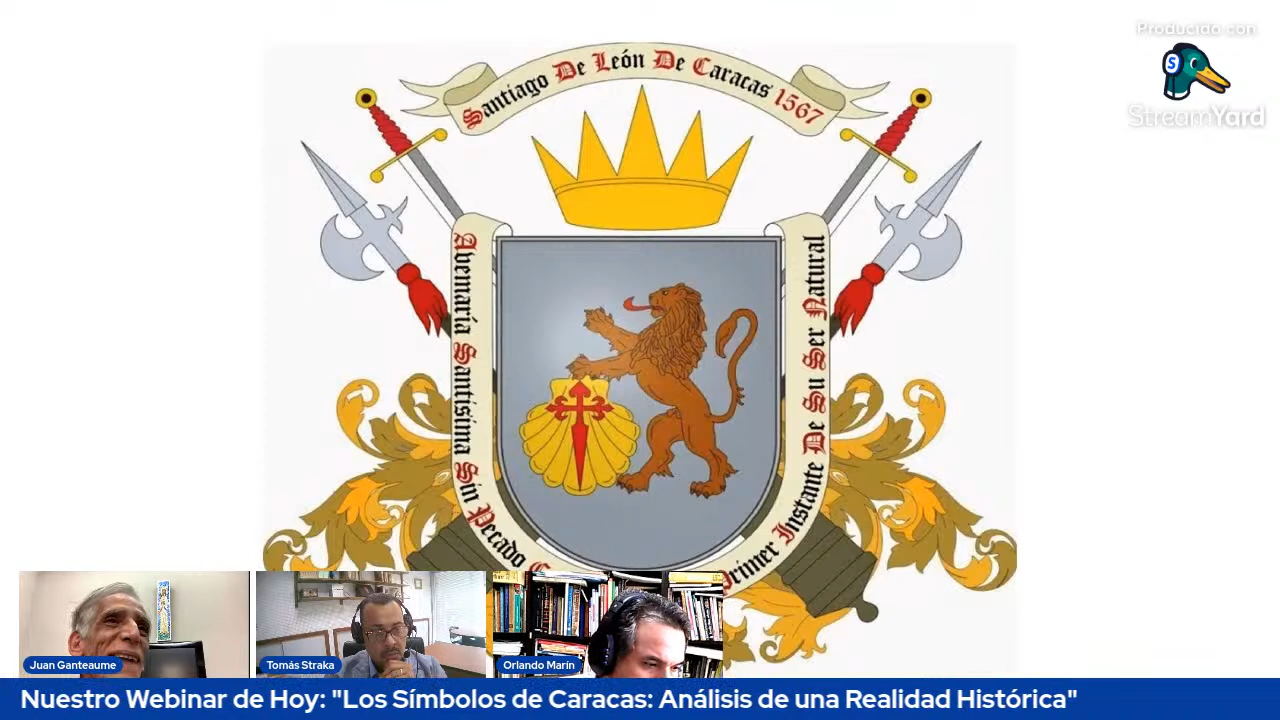 Producido con
S
StreamYard
Santiago De León De Caracas 1567
Abemaría Santísima Sin Pecado
Primer Instante De Su Ser Natural
Juan Ganteaume
Tomás Straka
Orlando Marín
Nuestro Webinar de Hoy: "Los Símbolos de Caracas: Análisis de una Realidad Histórica"